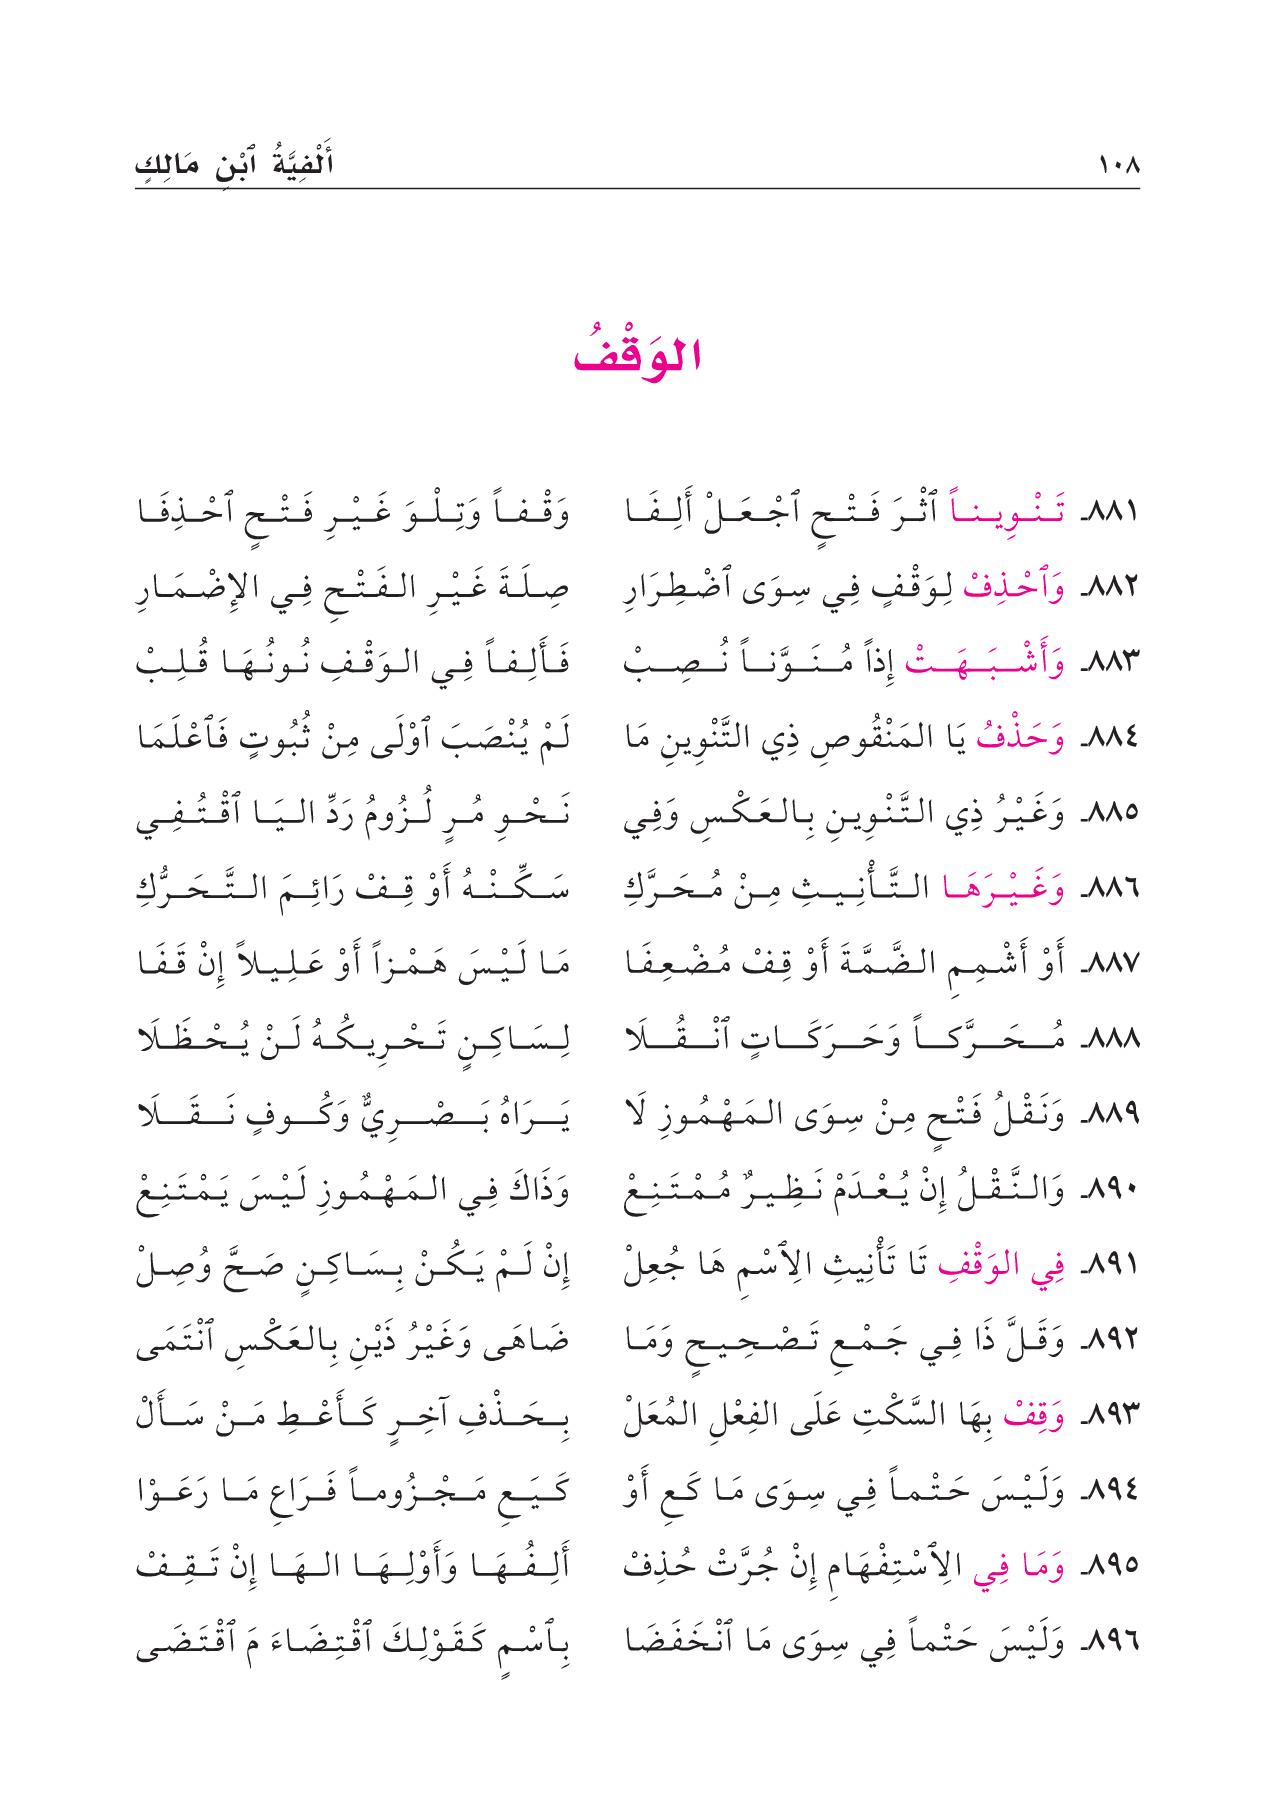 ١٠٨ أَلْفِيَّةُ ٱبْنِ مَالِكٍ
الوَقْفُ
٨٨١ـ تَنْوِيناً ٱثْرَ فَتْحٍ ٱجْعَلْ أَلِفَا وَقْفاً وَتِلْوَ غَيْرِ فَتْحٍ ٱحْذِفَا
٨٨٢ـ وَٱحْذِفْ لِوَقْفٍ فِي سِوَى ٱضْطِرَارِ صِلَةَ غَيْرِ الفَتْحِ فِي الإِضْمَارِ
٨٨٣ـ وَأَشْبَهَتْ إِذاً مُنَوَّناً نُصِبْ فَأَلِفاً فِي الوَقْفِ نُونُهَا قُلِبْ
٨٨٤ـ وَحَذْفُ يَا المَنْقُوصِ ذِي التَّنْوِينِ مَا لَمْ يُنْصَبَ ٱوْلَى مِنْ ثُبُوتٍ فَٱعْلَمَا
٨٨٥ـ وَغَيْرُ ذِي التَّنْوِينِ بِالعَكْسِ وَفِي نَحْوِ مُرٍ لُزُومُ رَدِّ اليَا ٱقْتُفِي
٨٨٦ـ وَغَيْرَهَا التَّأْنِيثِ مِنْ مُحَرَّكِ سَكِّنْهُ أَوْ قِفْ رَائِمَ التَّحَرُّكِ
٨٨٧ـ أَوْ أَشْمِمِ الضَّمَّةَ أَوْ قِفْ مُضْعِفَا مَا لَيْسَ هَمْزاً أَوْ عَلِيلاً إِنْ قَفَا
٨٨٨ـ مُحَرَّكاً وَحَرَكَاتٍ ٱنْقُلَا لِسَاكِنٍ تَحْرِيكُهُ لَنْ يُحْظَلَا
٨٨٩ـ وَنَقْلُ فَتْحٍ مِنْ سِوَى المَهْمُوزِ لَا يَرَاهُ بَصْرِيٌّ وَكُوفٍ نَقَلَا
٨٩٠ـ وَالنَّقْلُ إِنْ يُعْدَمْ نَظِيرٌ مُمْتَنِعْ وَذَاكَ فِي المَهْمُوزِ لَيْسَ يَمْتَنِعْ
٨٩١ـ فِي الوَقْفِ تَا تَأْنِيثِ الِٱسْمِ هَا جُعِلْ إِنْ لَمْ يَكُنْ بِسَاكِنٍ صَحَّ وُصِلْ
٨٩٢ـ وَقَلَّ ذَا فِي جَمْعِ تَصْحِيحٍ وَمَا ضَاهَى وَغَيْرُ ذَيْنِ بِالعَكْسِ ٱنْتَمَى
٨٩٣ـ وَقِفْ بِهَا السَّكْتِ عَلَى الفِعْلِ المُعَلْ بِحَذْفِ آخِرٍ كَأَعْطِ مَنْ سَأَلْ
٨٩٤ـ وَلَيْسَ حَتْماً فِي سِوَى مَا كَعِ أَوْ كَيَعِ مَجْزُوماً فَرَاعِ مَا رَعَوْا
٨٩٥ـ وَمَا فِي الِٱسْتِفْهَامِ إِنْ جُرَّتْ حُذِفْ أَلِفُهَا وَأَوْلِهَا الهَا إِنْ تَقِفْ
٨٩٦ـ وَلَيْسَ حَتْماً فِي سِوَى مَا ٱنْخَفَضَا بِٱسْمٍ كَقَوْلِكَ ٱقْتِضَاءَ مَ ٱقْتَضَى